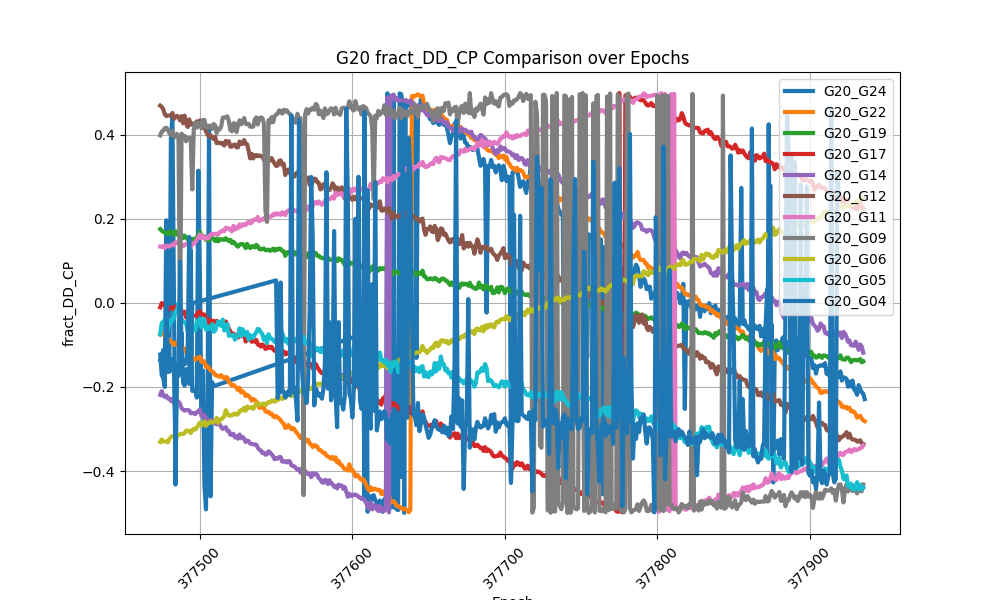 G20 fract_DD_CP Comparison over Epochs
fract_DD_CP
0.4
0.2
0.0
−0.2
−0.4
377500
377600
377700
377800
377900
Epoch
G20_G24
G20_G22
G20_G19
G20_G17
G20_G14
G20_G12
G20_G11
G20_G09
G20_G06
G20_G05
G20_G04